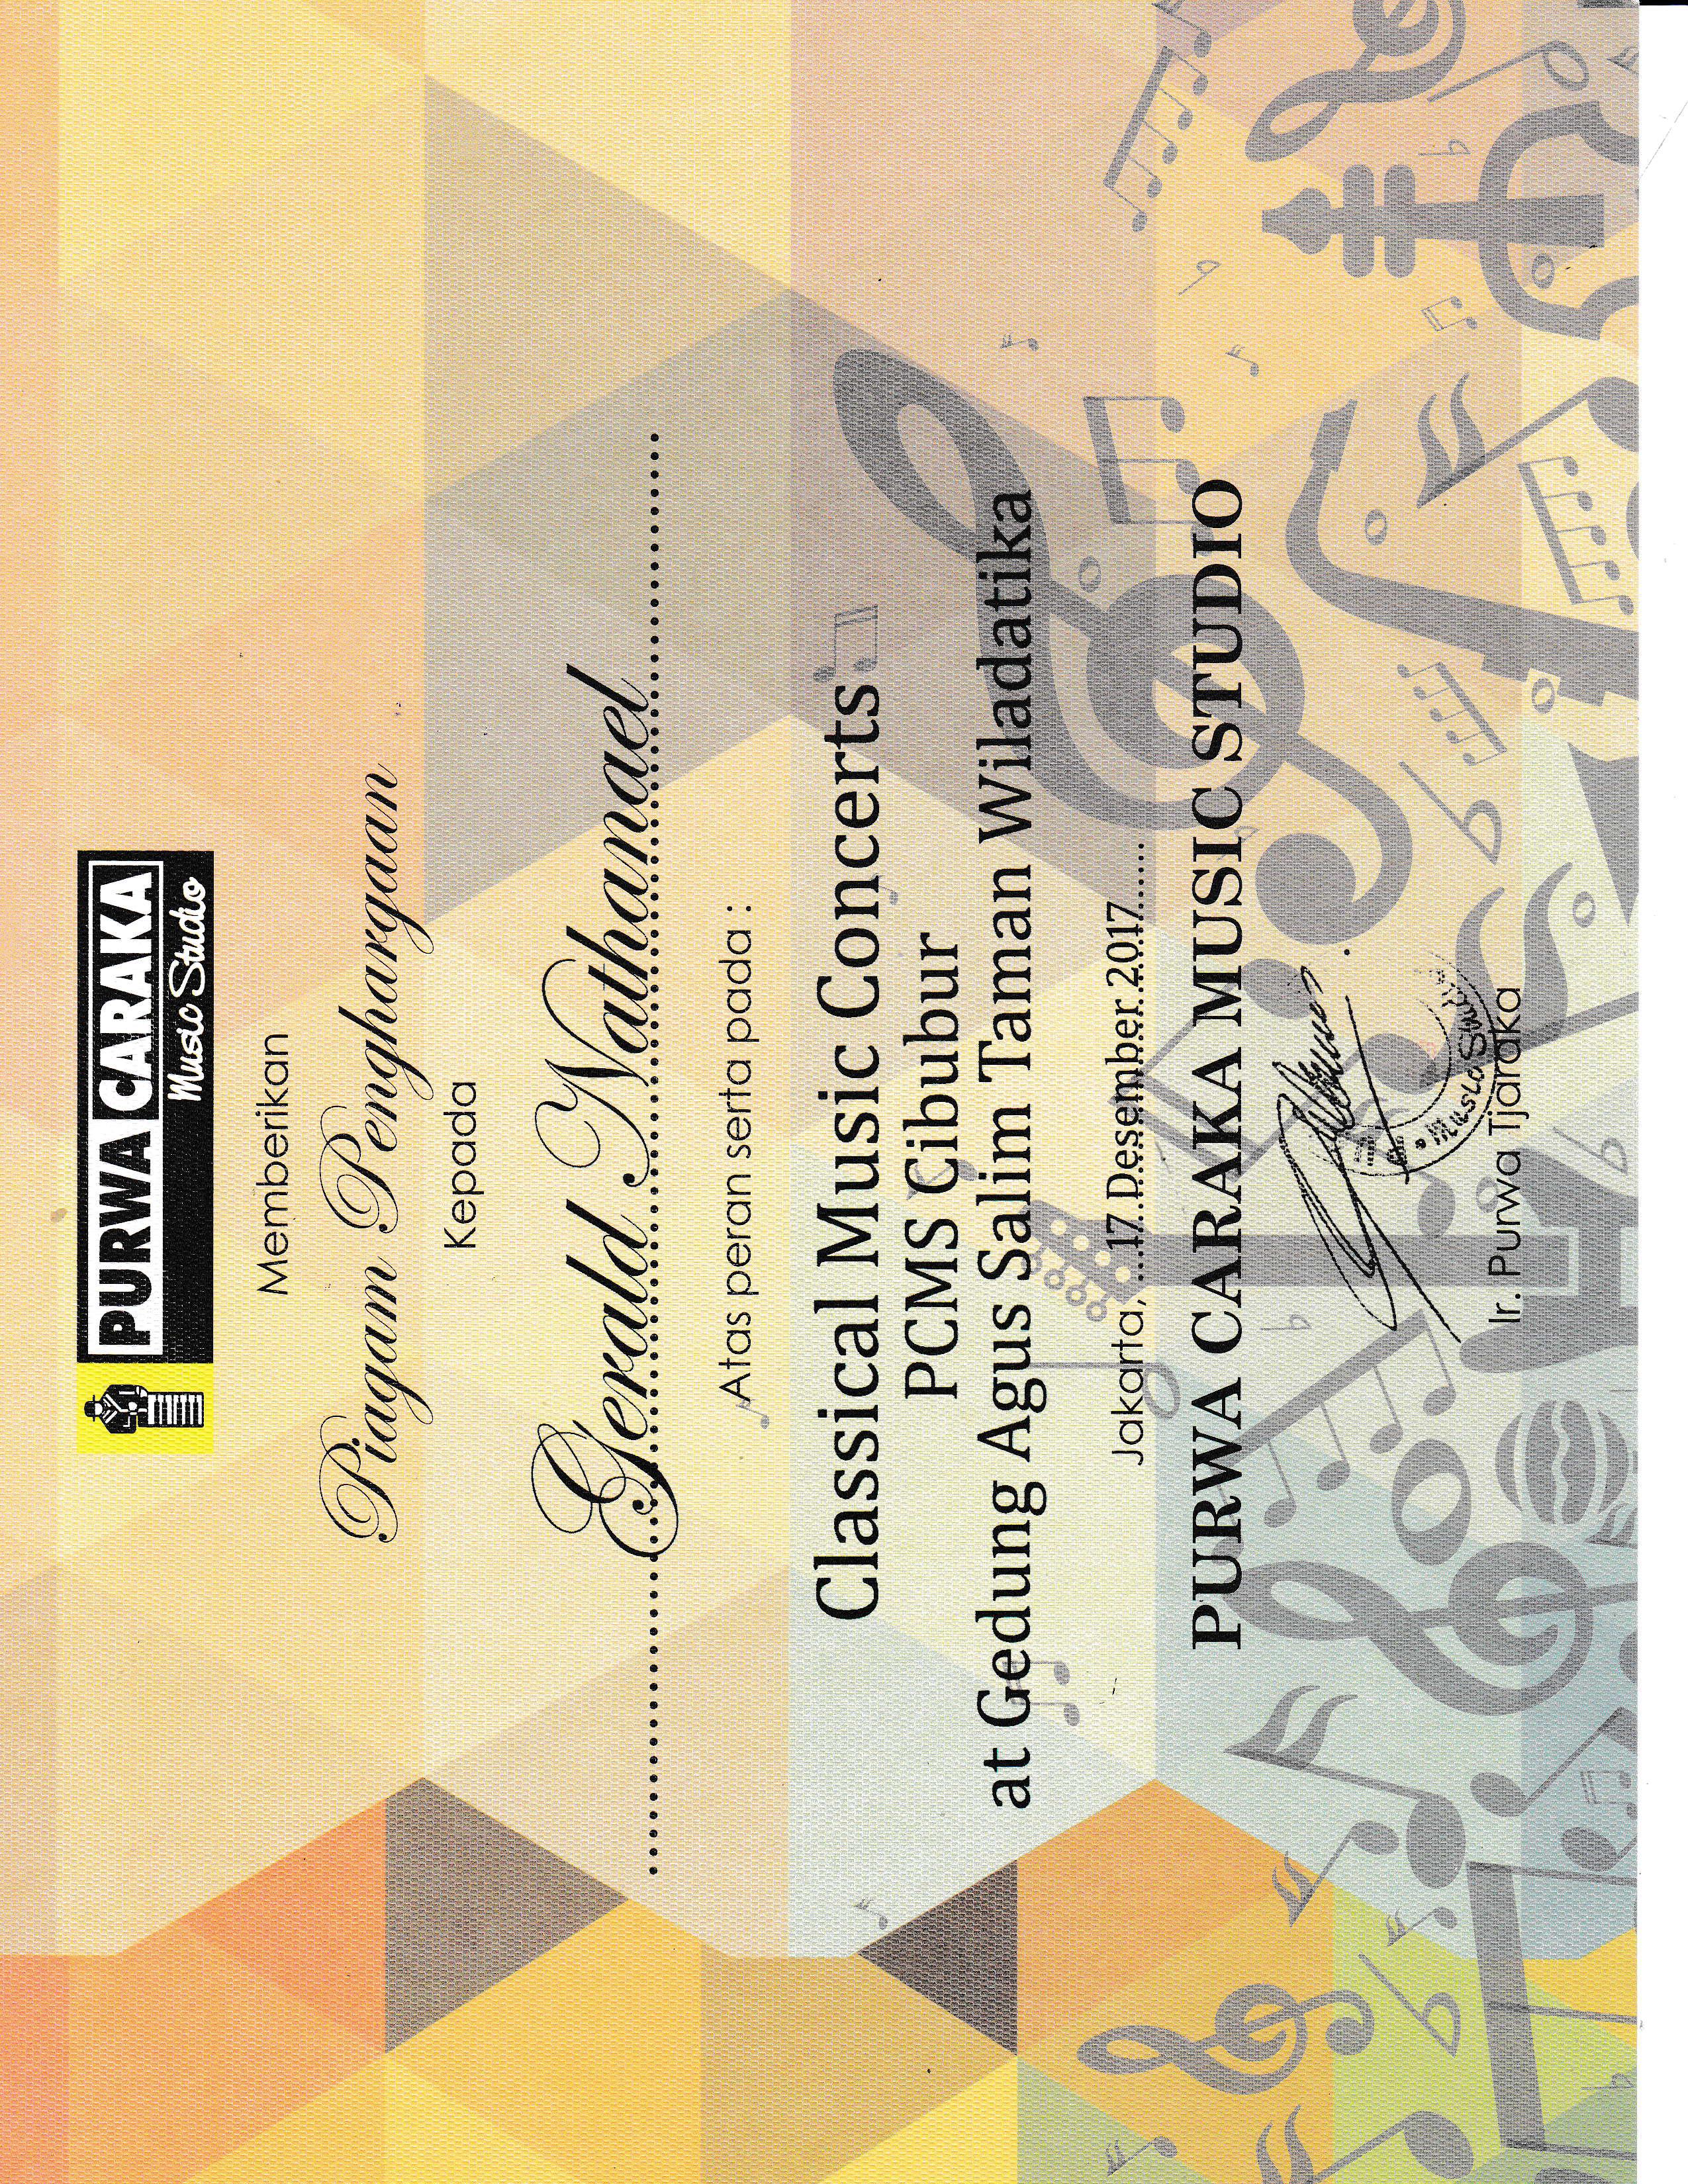 PURWA CARAKA
Music Studio
Memberikan
Piagam Penghargaan
Kepada
Gerald Nathanael
Atas peran serta pada :
Classical Music Concerts
PCMS Cibubur
at Gedung Agus Salim Taman Wiladatika
Jakarta, ...17 Desember 2017......
PURWA CARAKA MUSIC STUDIO
Music Studio
Ir. Purwa Tjaraka